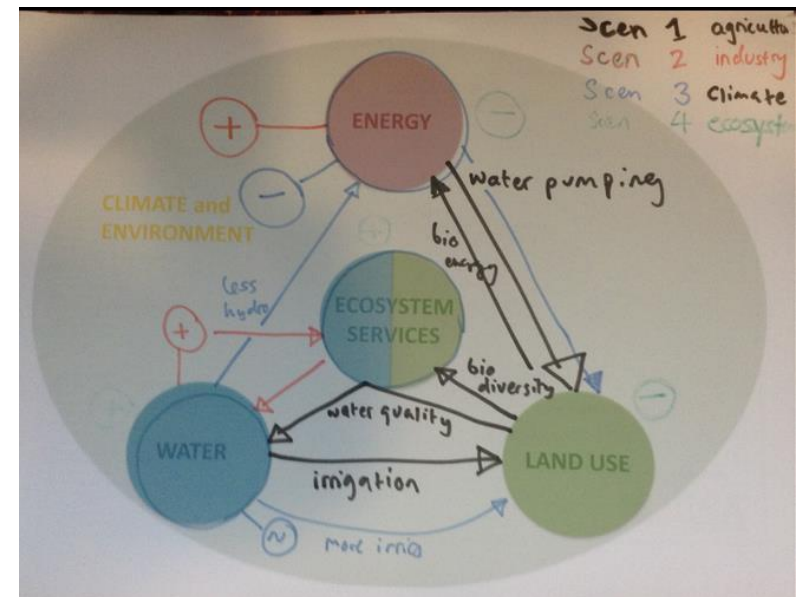 Scen 1 agricultu
Scen 2 industry
Scen 3 Climate
Scen 4 ecosyst
ENERGY
+
−
−
water pumping
CLIMATE and
ENVIRONMENT
+
bio
energy
less
hydro
ECOSYSTEM
SERVICES
+
bio
diversity
−
+
water quality
WATER
LAND USE
irrigation
~
more irrig